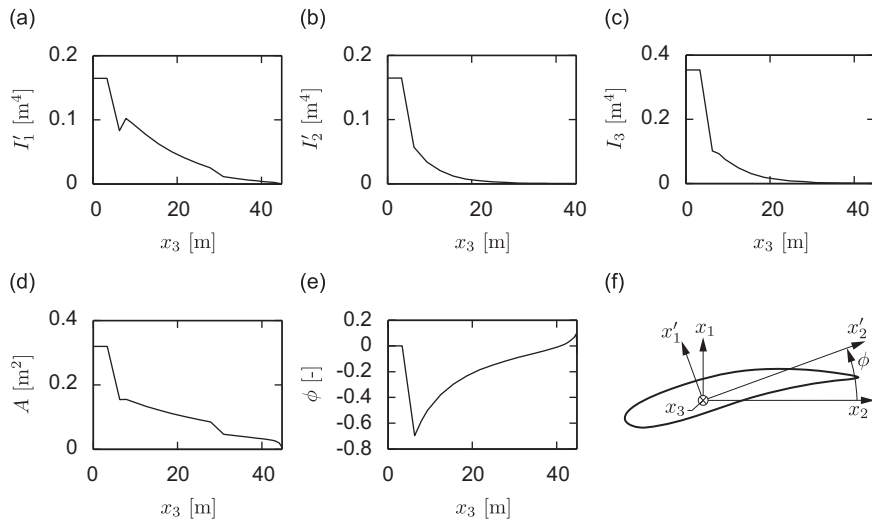 (a) (b) (c)
0.2 0.2 0.4
I′₁ [m⁴] 0.1 I′₂ [m⁴] 0.1 I₃ [m⁴] 0.2
0 0 0
0 20 40 0 20 40 0 20 40
x₃ [m] x₃ [m] x₃ [m]
(d) (e) (f)
0.4 0.2
A [m²] 0.2 ϕ [-] 0
-0.2
-0.4
-0.6
0 -0.8
0 20 40 0 20 40
x₃ [m] x₃ [m]
x′₁ x₁ x′₂
ϕ
x₃ x₂